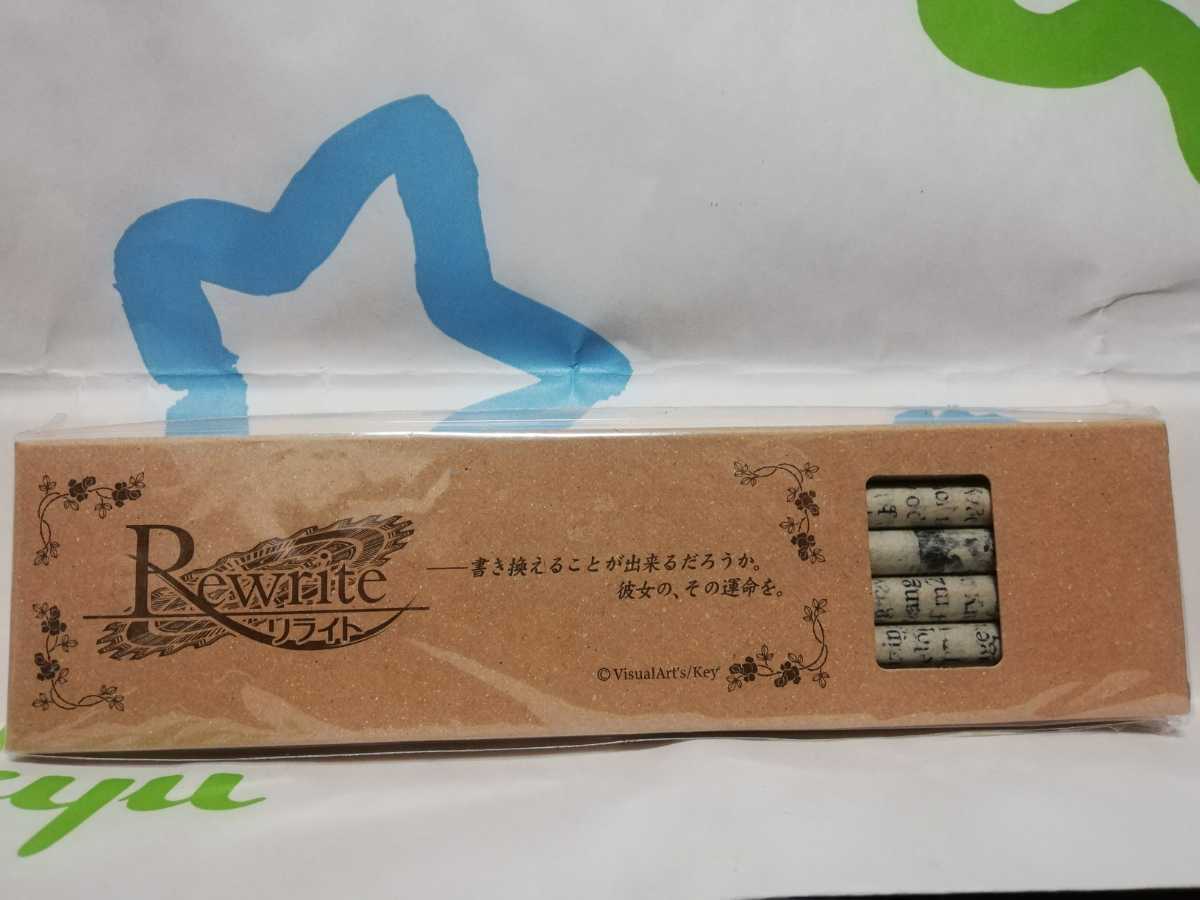 Rewrite
リライト
――書き換えることが出来るだろうか。
彼女の、その運命を。
©VisualArt's/Key